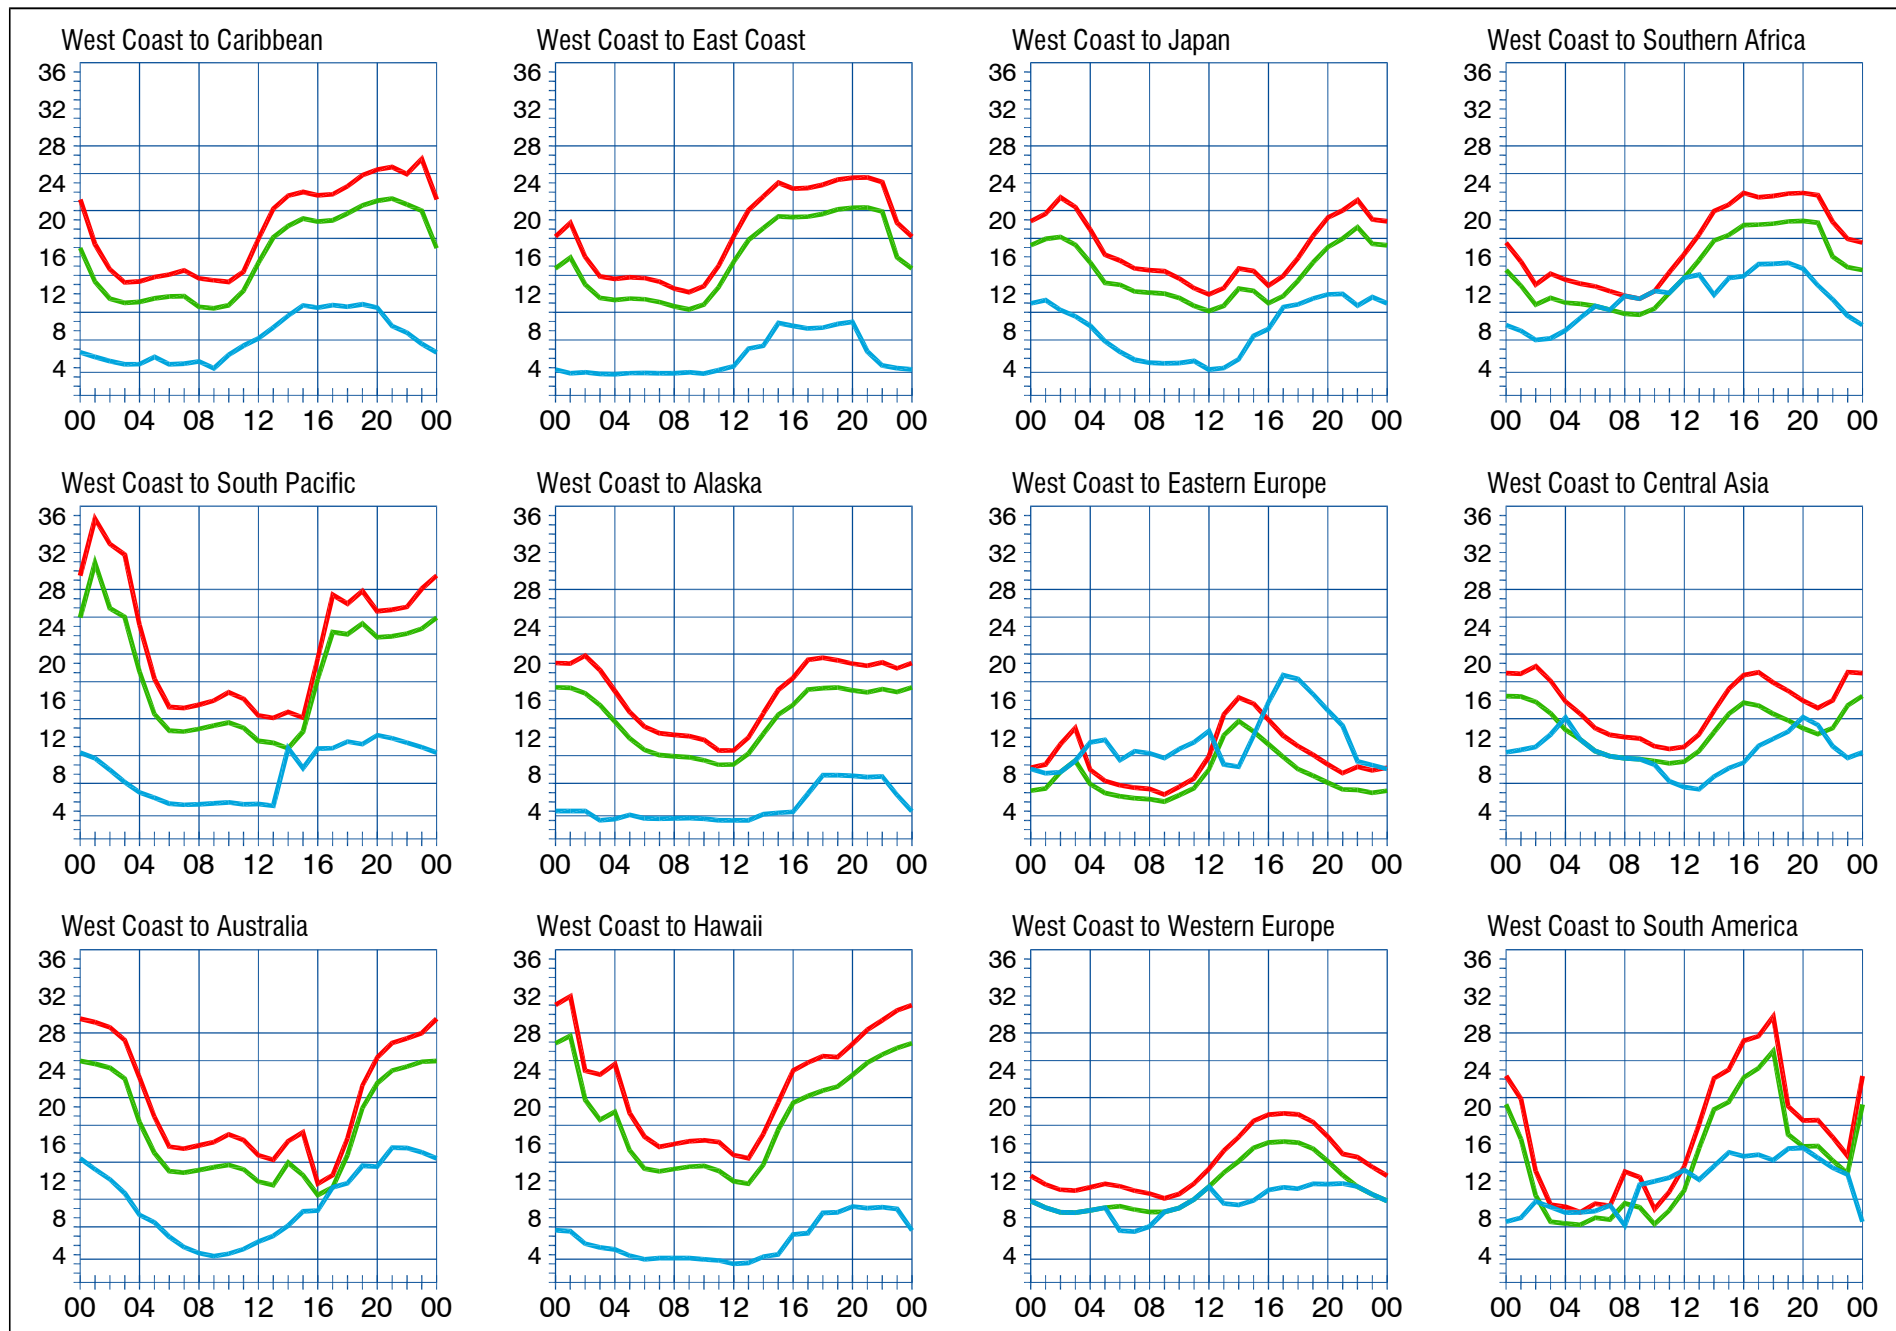 West Coast to Caribbean
West Coast to East Coast
West Coast to Japan
West Coast to Southern Africa
36 36 36 36
32 32 32 32
28 28 28 28
24 24 24 24
20 20 20 20
16 16 16 16
12 12 12 12
8 8 8 8
4 4 4 4
00 04 08 12 16 20 00 00 04 08 12 16 20 00 00 04 08 12 16 20 00 00 04 08 12 16 20 00
West Coast to South Pacific
West Coast to Alaska
West Coast to Eastern Europe
West Coast to Central Asia
36 36 36 36
32 32 32 32
28 28 28 28
24 24 24 24
20 20 20 20
16 16 16 16
12 12 12 12
8 8 8 8
4 4 4 4
00 04 08 12 16 20 00 00 04 08 12 16 20 00 00 04 08 12 16 20 00 00 04 08 12 16 20 00
West Coast to Australia
West Coast to Hawaii
West Coast to Western Europe
West Coast to South America
36 36 36 36
32 32 32 32
28 28 28 28
24 24 24 24
20 20 20 20
16 16 16 16
12 12 12 12
8 8 8 8
4 4 4 4
00 04 08 12 16 20 00 00 04 08 12 16 20 00 00 04 08 12 16 20 00 00 04 08 12 16 20 00